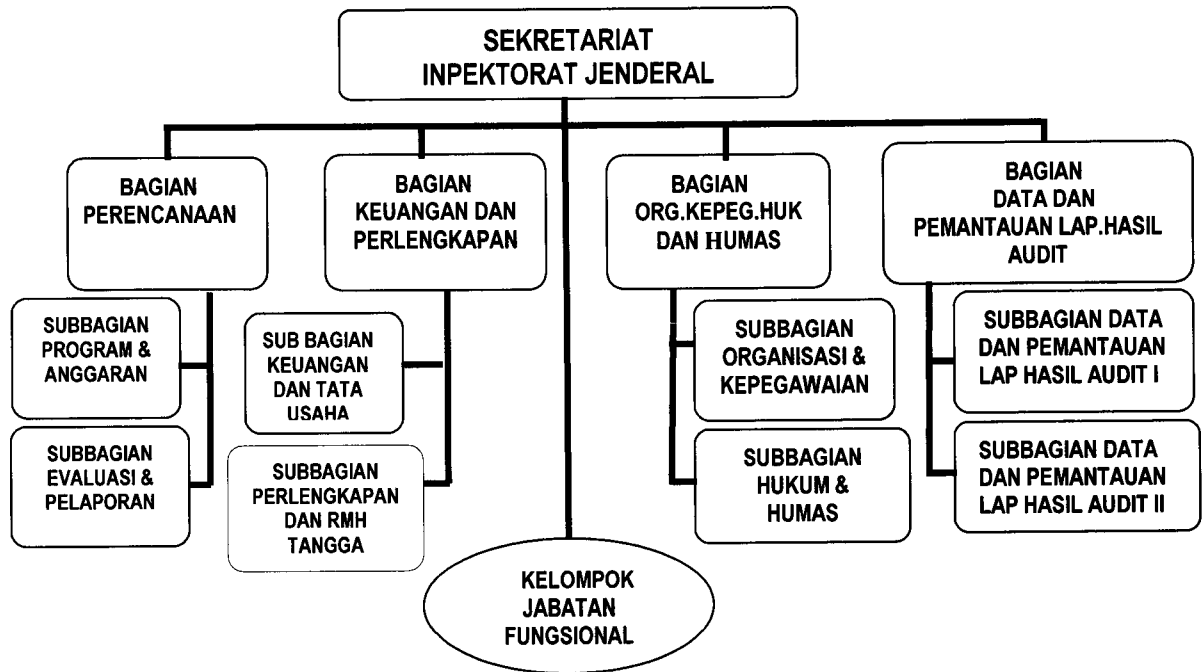 SEKRETARIAT
INPEKTORAT JENDERAL
BAGIAN
PERENCANAAN
BAGIAN
KEUANGAN DAN
PERLENGKAPAN
BAGIAN
ORG.KEPEG.HUK
DAN HUMAS
BAGIAN
DATA DAN
PEMANTAUAN LAP.HASIL
AUDIT
SUBBAGIAN
PROGRAM &
ANGGARAN
SUB BAGIAN
KEUANGAN
DAN TATA
USAHA
SUBBAGIAN
ORGANISASI &
KEPEGAWAIAN
SUBBAGIAN DATA
DAN PEMANTAUAN
LAP HASIL AUDIT I
SUBBAGIAN
EVALUASI &
PELAPORAN
SUBBAGIAN
PERLENGKAPAN
DAN RMH
TANGGA
SUBBAGIAN
HUKUM &
HUMAS
SUBBAGIAN DATA
DAN PEMANTAUAN
LAP HASIL AUDIT II
KELOMPOK
JABATAN
FUNGSIONAL